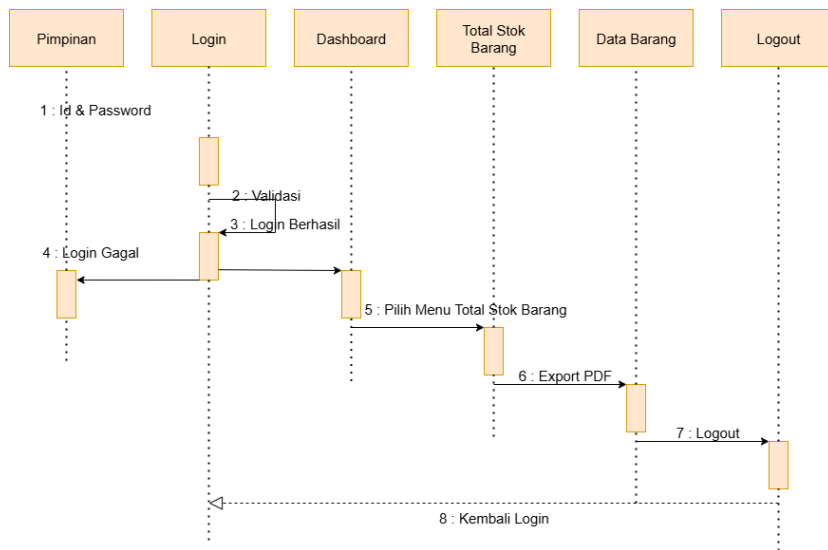 Pimpinan
Login
Dashboard
Total Stok
Barang
Data Barang
Logout
1 : Id & Password
2 : Validasi
3 : Login Berhasil
4 : Login Gagal
5 : Pilih Menu Total Stok Barang
6 : Export PDF
7 : Logout
8 : Kembali Login